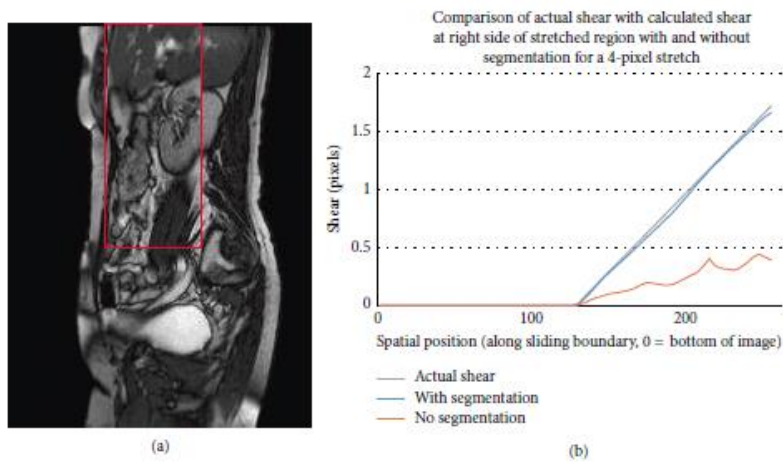 Comparison of actual shear with calculated shear
at right side of stretched region with and without
segmentation for a 4-pixel stretch
2
1.5
1
0.5
0
Shear (pixels)
0
100
200
Spatial position (along sliding boundary, 0 = bottom of image)
Actual shear
With segmentation
No segmentation
(a)
(b)